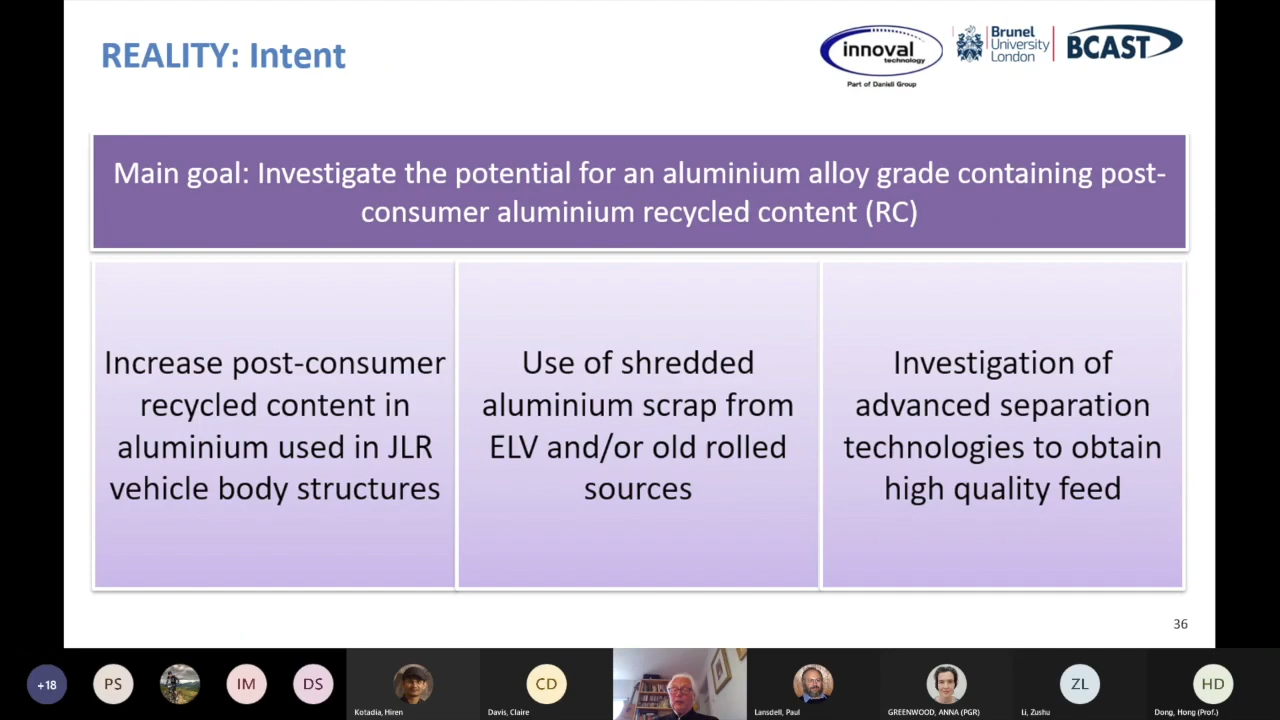 REALITY: Intent
innoval
technology
Part of Danieli Group
Brunel
University
London
BCAST
Main goal: Investigate the potential for an aluminium alloy grade containing post-
consumer aluminium recycled content (RC)
Increase post-consumer
recycled content in
aluminium used in JLR
vehicle body structures
Use of shredded
aluminium scrap from
ELV and/or old rolled
sources
Investigation of
advanced separation
technologies to obtain
high quality feed
36
+18
PS
IM
DS
Kotadia, Hiren
CD
Davis, Claire
Lansdell, Paul
GREENWOOD, ANNA (PGR)
ZL
Li, Zushu
HD
Dong, Hong (Prof.)